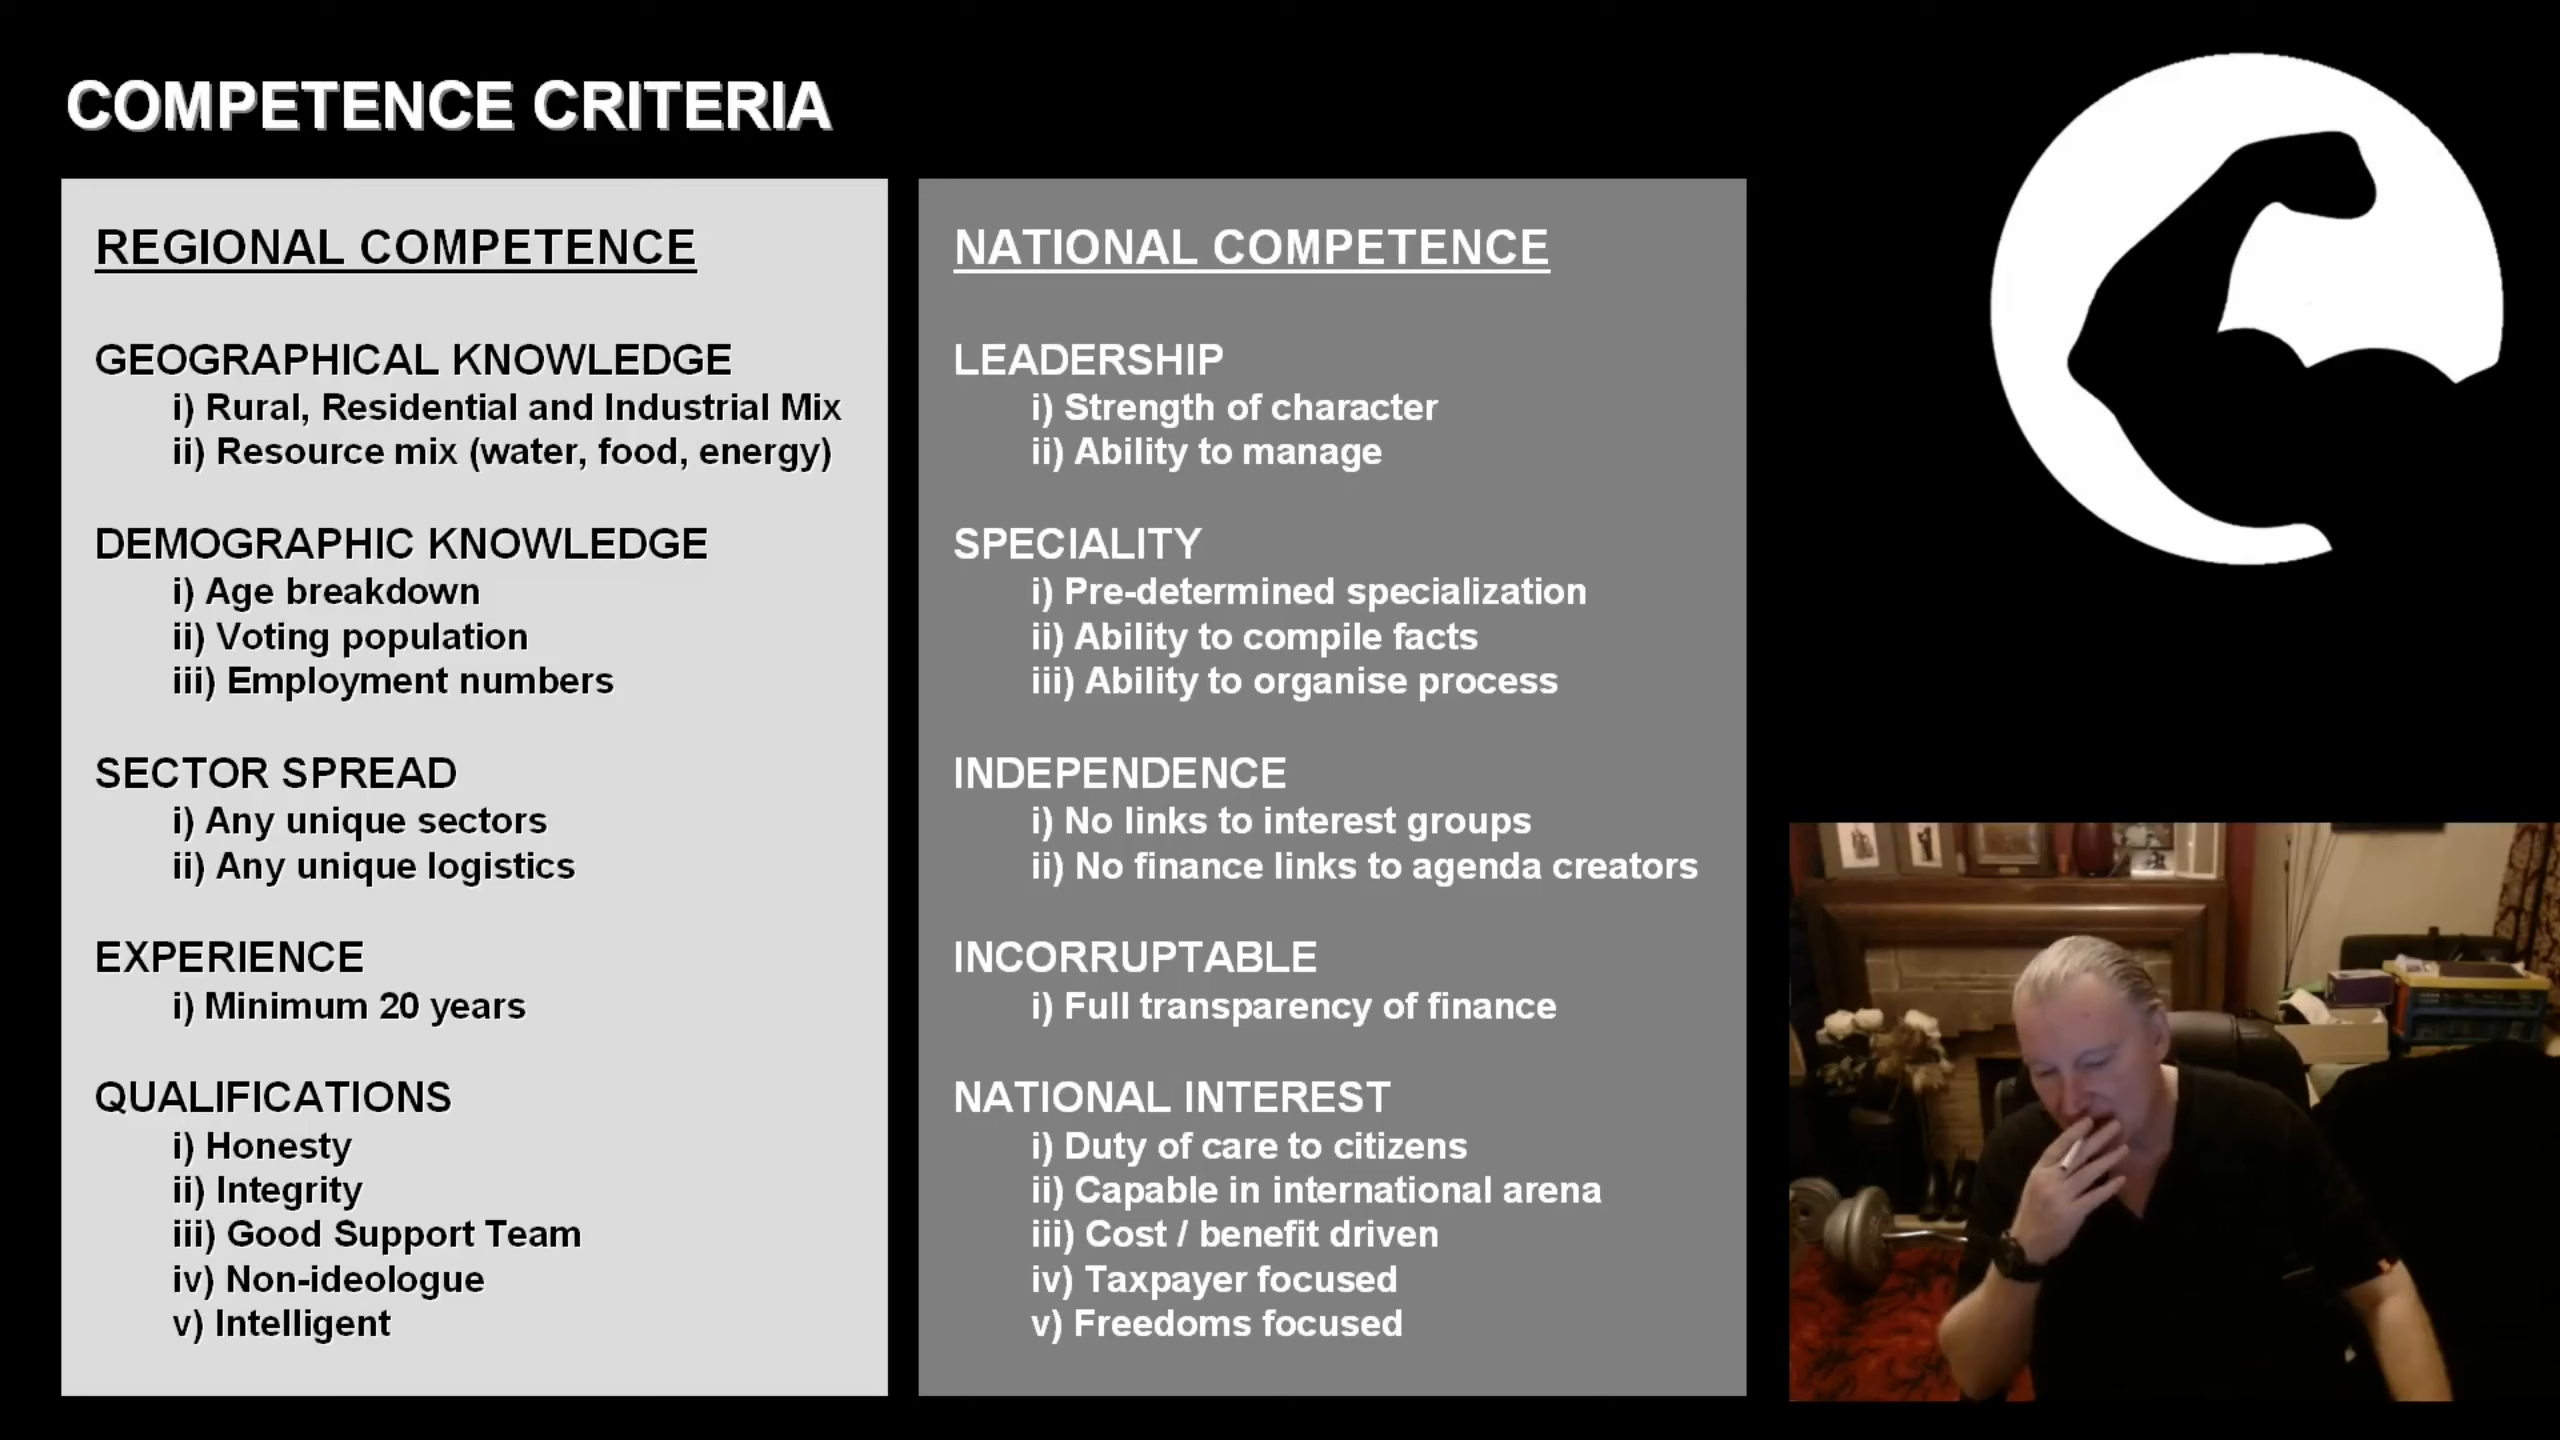 COMPETENCE CRITERIA
REGIONAL COMPETENCE
GEOGRAPHICAL KNOWLEDGE
i) Rural, Residential and Industrial Mix
ii) Resource mix (water, food, energy)
DEMOGRAPHIC KNOWLEDGE
i) Age breakdown
ii) Voting population
iii) Employment numbers
SECTOR SPREAD
i) Any unique sectors
ii) Any unique logistics
EXPERIENCE
i) Minimum 20 years
QUALIFICATIONS
i) Honesty
ii) Integrity
iii) Good Support Team
iv) Non-ideologue
v) Intelligent
NATIONAL COMPETENCE
LEADERSHIP
i) Strength of character
ii) Ability to manage
SPECIALITY
i) Pre-determined specialization
ii) Ability to compile facts
iii) Ability to organise process
INDEPENDENCE
i) No links to interest groups
ii) No finance links to agenda creators
INCORRUPTABLE
i) Full transparency of finance
NATIONAL INTEREST
i) Duty of care to citizens
ii) Capable in international arena
iii) Cost / benefit driven
iv) Taxpayer focused
v) Freedoms focused